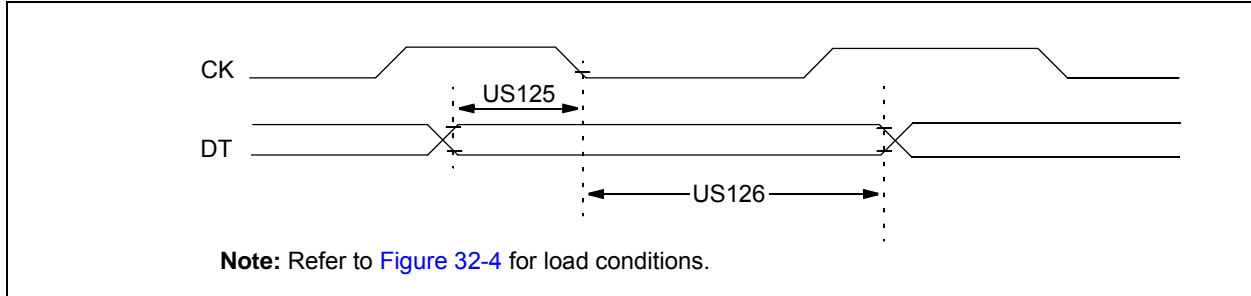 CK
US125
DT
US126
Note: Refer to Figure 32-4 for load conditions.